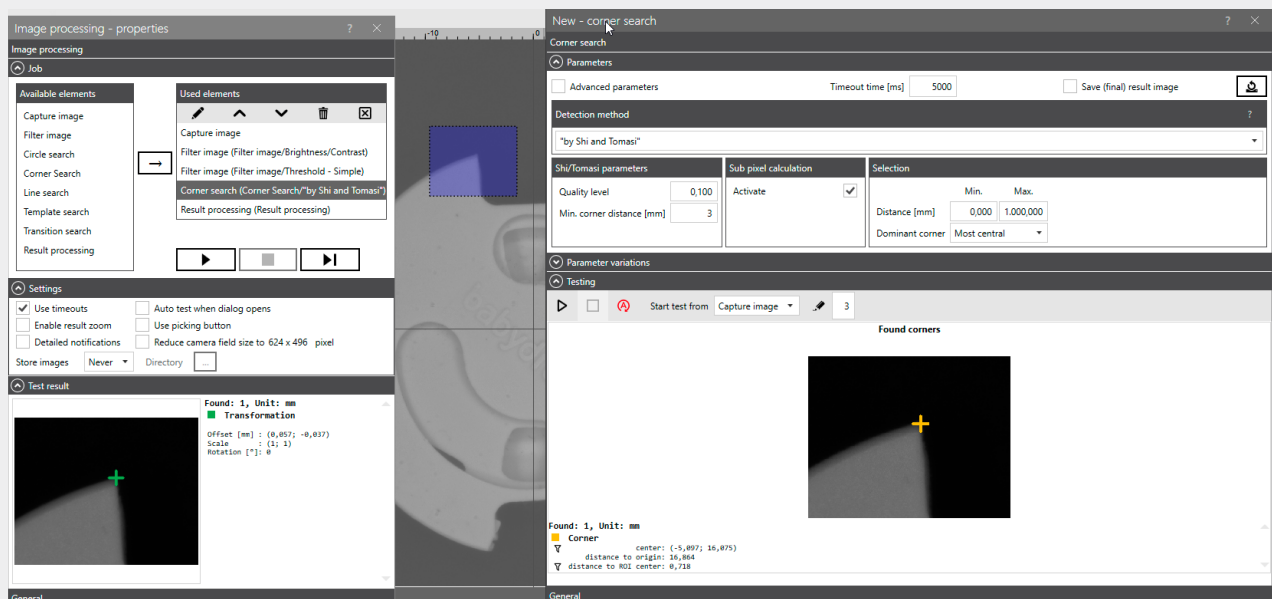 Image processing - properties
?
Image processing
Job
Available elements
Capture image
Filter image
Circle search
Corner Search
Line search
Template search
Transition search
Result processing
Used elements
Capture image
Filter image (Filter image/Brightness/Contrast)
Filter image (Filter image/Threshold - Simple)
Corner search (Corner Search/"by Shi and Tomasi")
Result processing (Result processing)
Settings
Use timeouts
Auto test when dialog opens
Enable result zoom
Use picking button
Detailed notifications
Reduce camera field size to 624 x 496 pixel
Store images
Never
Directory
...
Test result
Found: 1, Unit: mm
Transformation
Offset [mm] : (0,057; -0,037)
Scale : (1; 1)
Rotation [°]: 0
General
-10
0
New - corner search
?
Corner search
Parameters
Advanced parameters
Timeout time [ms]
5000
Save (final) result image
Detection method
?
"by Shi and Tomasi"
Shi/Tomasi parameters
Quality level
0,100
Min. corner distance [mm]
3
Sub pixel calculation
Activate
Selection
Min. Max.
Distance [mm] 0,000 1.000,000
Dominant corner Most central
Parameter variations
Testing
Start test from
Capture image
3
Found corners
Found: 1, Unit: mm
Corner
center: (-5,097; 16,075)
distance to origin: 16,864
distance to ROI center: 0,718
General